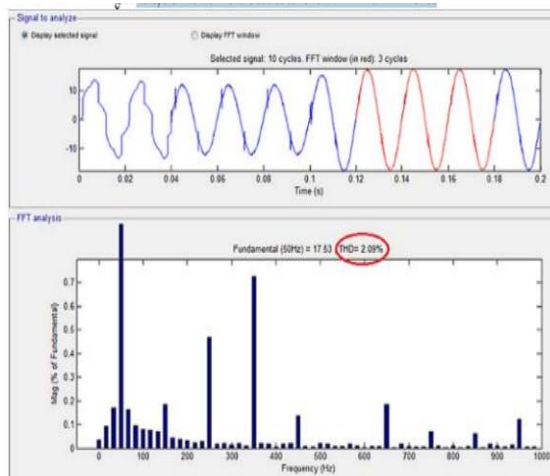 Signal to analyze
Display selected signal Display FFT window
Selected signal: 10 cycles. FFT window (in red): 3 cycles
10
0
-10
0 0.02 0.04 0.06 0.08 0.1 0.12 0.14 0.16 0.18 0.2
Time (s)
FFT analysis
Fundamental (50Hz) = 17.53 , THD= 2.09%
Mag (% of Fundamental)
0.7
0.6
0.5
0.4
0.3
0.2
0.1
0
0 100 200 300 400 500 600 700 800 900 1000
Frequency (Hz)